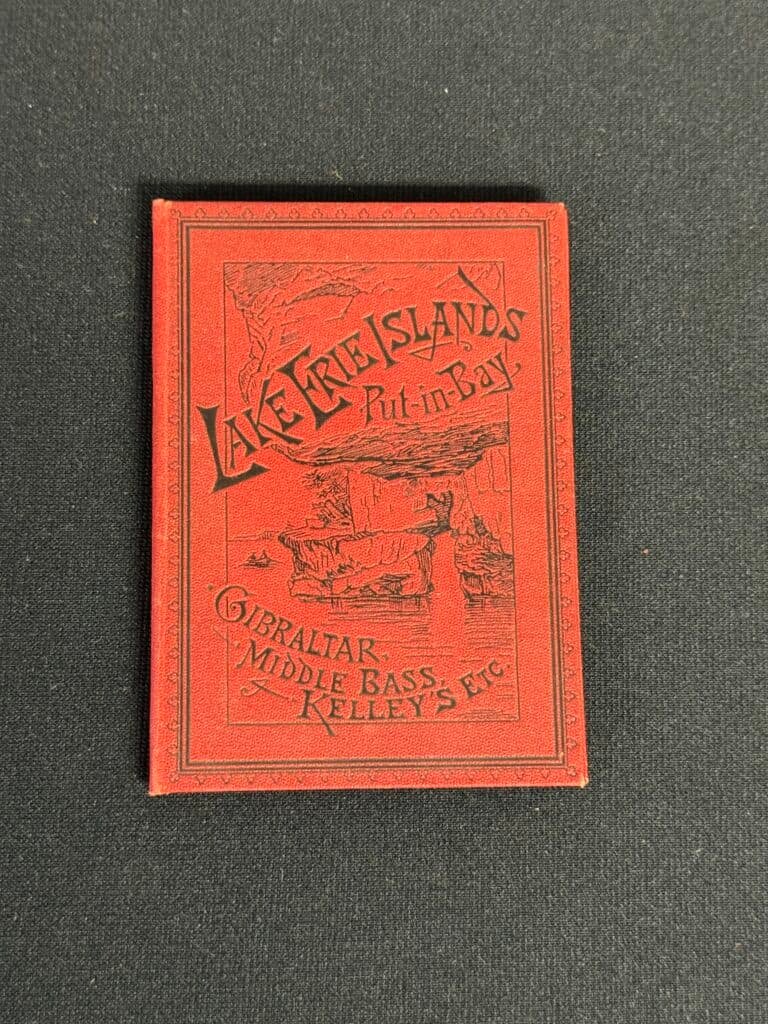 LAKE ERIE ISLANDS
Put-in-Bay,
GIBRALTAR,
MIDDLE BASS,
KELLEY'S ETC.